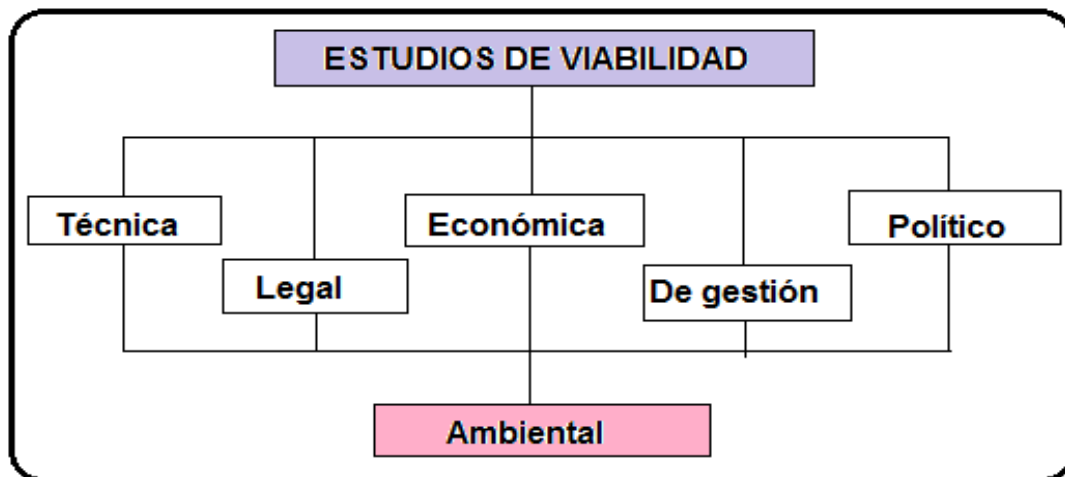 ESTUDIOS DE VIABILIDAD
Técnica
Económica
Político
Legal
De gestión
Ambiental